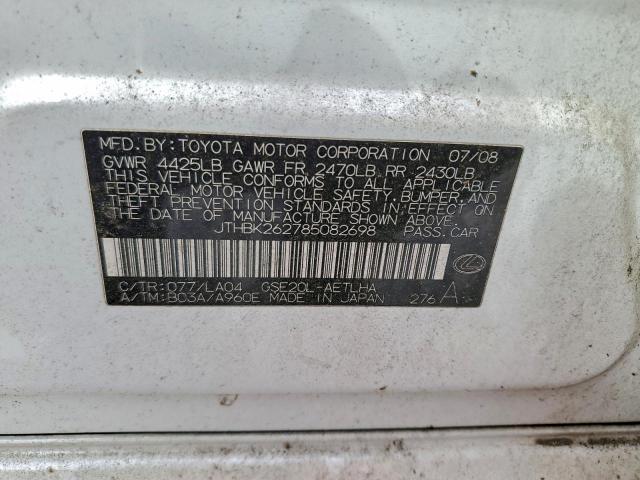 MFD.BY:TOYOTA MOTOR CORPORATION 07/08
GVWR 4425LB GAWR FR 2470LB RR 2430LB
THIS VEHICLE CONFORMS TO ALL APPLICABLE
FEDERAL MOTOR VEHICLE SAFETY, BUMPER, AND
THEFT PREVENTION STANDARDS IN EFFECT ON
THE DATE OF MANUFACTURE SHOWN ABOVE.
JTHBK262785082698 PASS.CAR
C/TR:077/LA04 GSE20L-AETLHA
A/TM:B03A/A960E MADE IN JAPAN 276 A